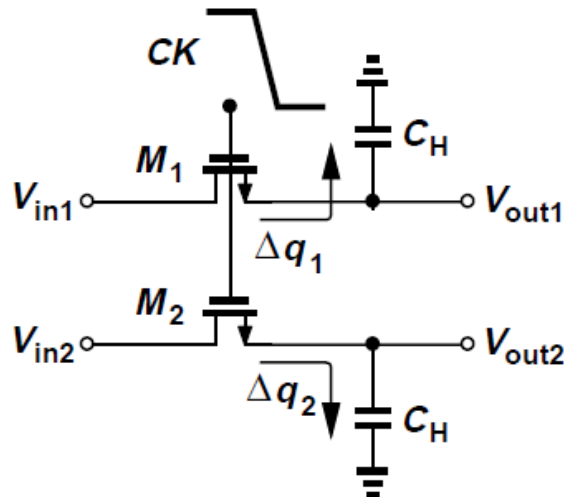 CK
C_H
M_1
V_in1
V_out1
Δq_1
M_2
V_in2
V_out2
Δq_2
C_H